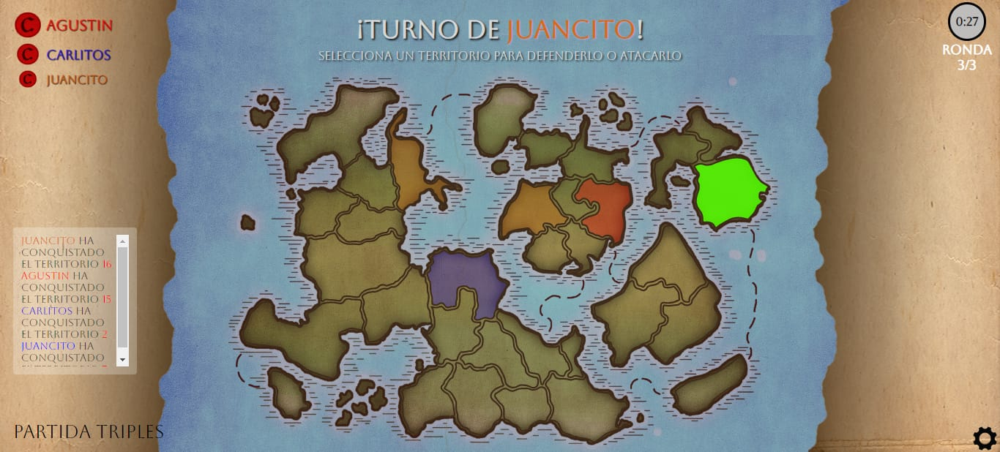 C AGUSTIN
C CARLITOS
C JUANCITO
¡TURNO DE JUANCITO!
SELECCIONA UN TERRITORIO PARA DEFENDERLO O ATACARLO
0:27
RONDA
3/3
JUANCITO HA
CONQUISTADO
EL TERRITORIO 16
AGUSTIN HA
CONQUISTADO
EL TERRITORIO 15
CARLITOS HA
CONQUISTADO
EL TERRITORIO 2
JUANCITO HA
CONQUISTADO
PARTIDA TRIPLES